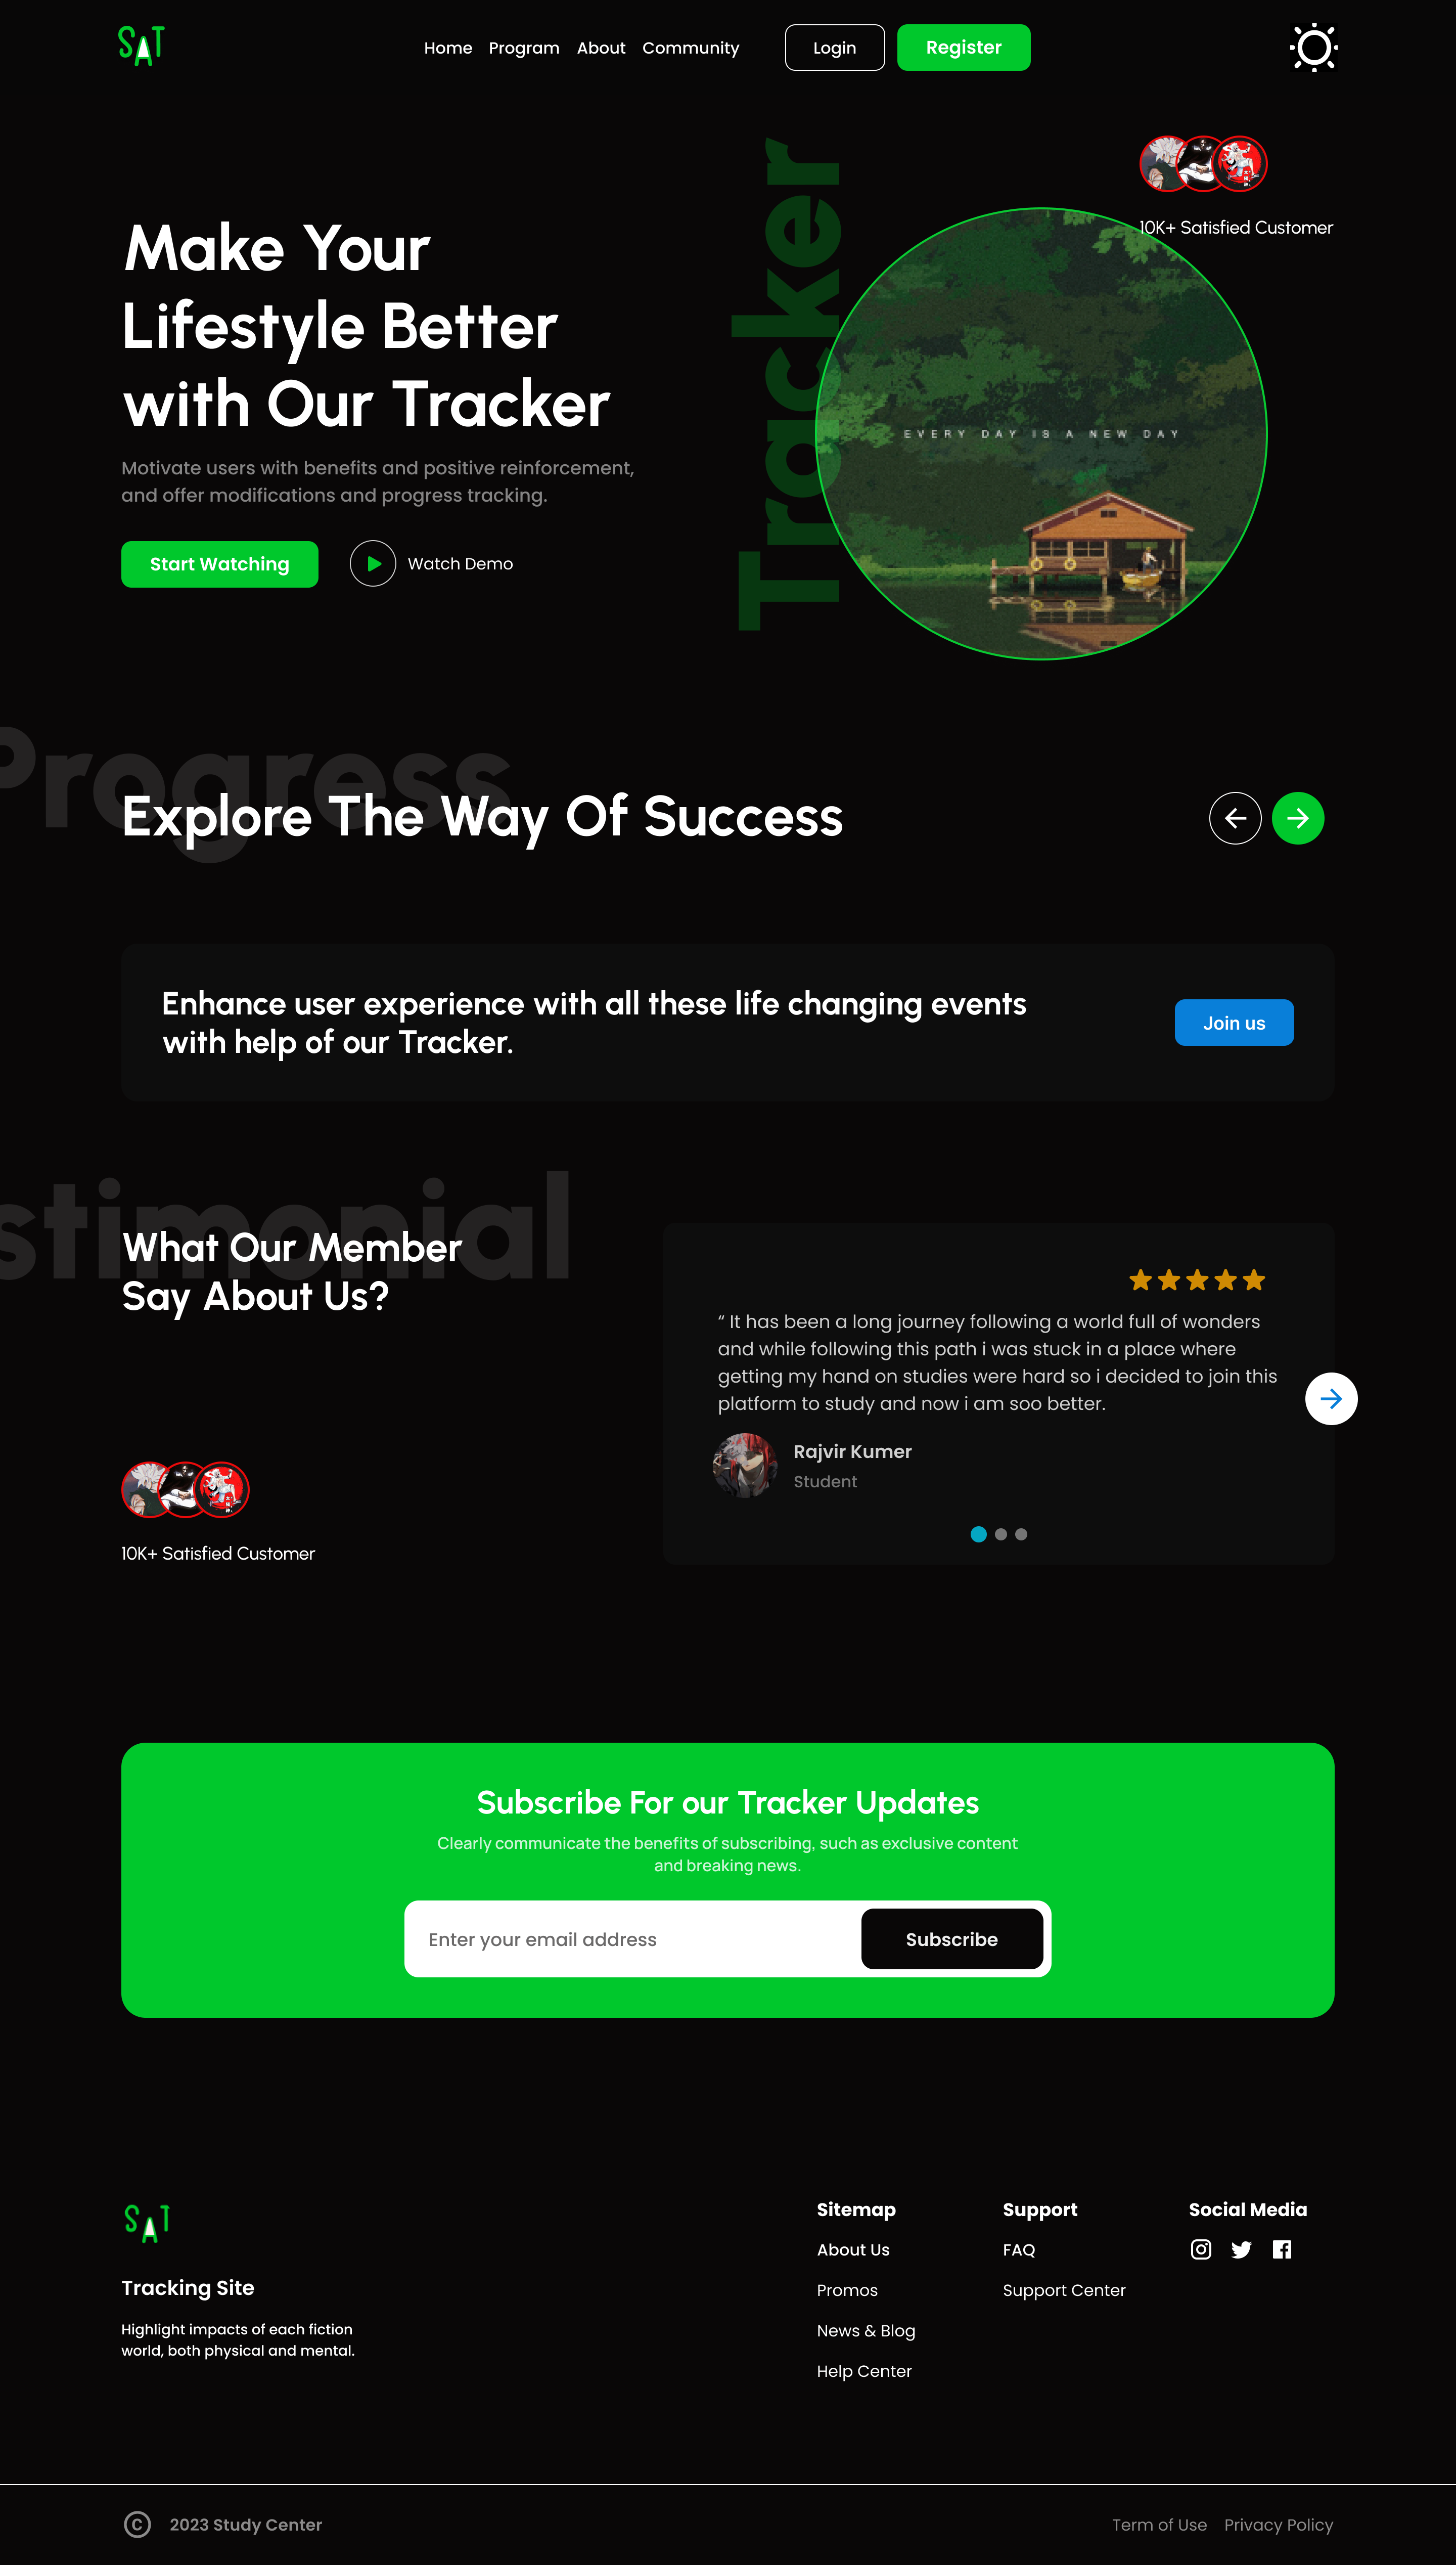 SAT
Home Program About Community Login Register
Tracker
10K+ Satisfied Customer
Make Your
Lifestyle Better
with Our Tracker
EVERY DAY IS A NEW DAY
Motivate users with benefits and positive reinforcement,
and offer modifications and progress tracking.
Start Watching Watch Demo
Progress
Explore The Way Of Success
Enhance user experience with all these life changing events
with help of our Tracker.
Join us
stimonial
What Our Member
Say About Us?
“ It has been a long journey following a world full of wonders
and while following this path i was stuck in a place where
getting my hand on studies were hard so i decided to join this
platform to study and now i am soo better.
Rajvir Kumer
Student
10K+ Satisfied Customer
Subscribe For our Tracker Updates
Clearly communicate the benefits of subscribing, such as exclusive content
and breaking news.
Enter your email address Subscribe
SAT
Tracking Site
Highlight impacts of each fiction
world, both physical and mental.
Sitemap
About Us
Promos
News & Blog
Help Center
Support
FAQ
Support Center
Social Media
© 2023 Study Center
Term of Use Privacy Policy